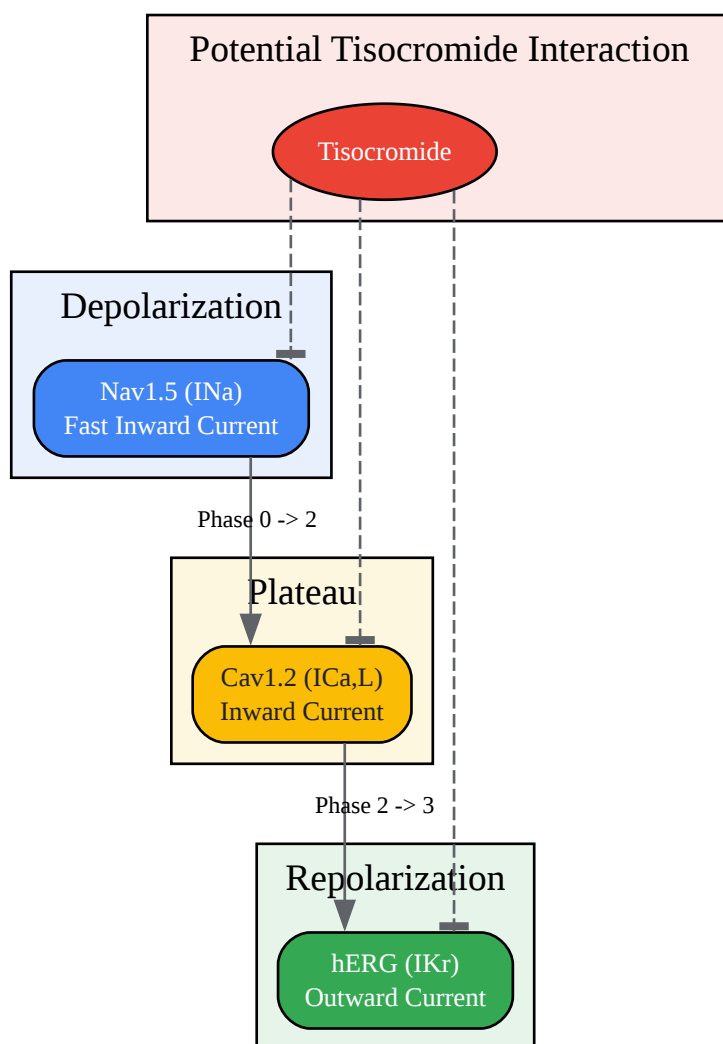 Potential Tisocromide Interaction
Tisocromide
Depolarization
Nav1.5 (INa)
Fast Inward Current
Phase 0 -> 2
Plateau
Cav1.2 (ICa,L)
Inward Current
Phase 2 -> 3
Repolarization
hERG (IKr)
Outward Current